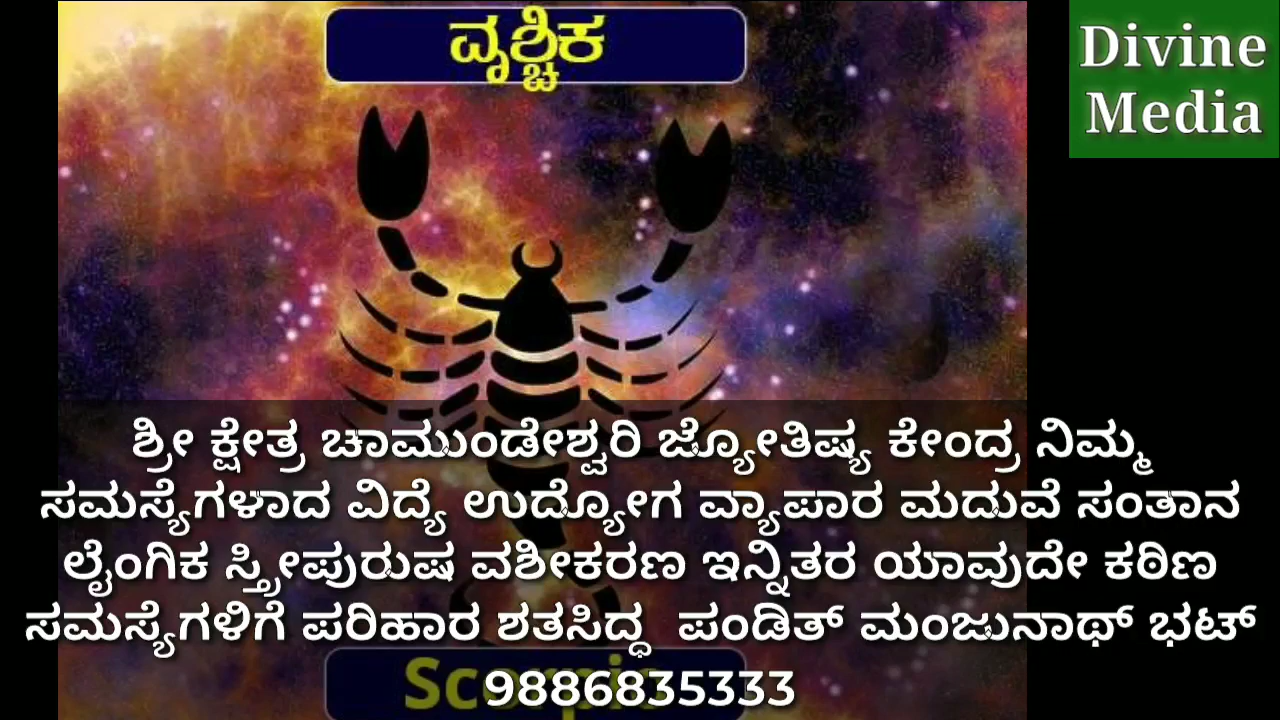 ವೃಶ್ಚಿಕ
Divine
Media
ಶ್ರೀ ಕ್ಷೇತ್ರ ಚಾಮುಂಡೇಶ್ವರಿ ಜ್ಯೋತಿಷ್ಯ ಕೇಂದ್ರ ನಿಮ್ಮ
ಸಮಸ್ಯೆಗಳಾದ ವಿದ್ಯೆ ಉದ್ಯೋಗ ವ್ಯಾಪಾರ ಮದುವೆ ಸಂತಾನ
ಲೈಂಗಿಕ ಸ್ತ್ರೀಪುರುಷ ವಶೀಕರಣ ಇನ್ನಿತರ ಯಾವುದೇ ಕಠಿಣ
ಸಮಸ್ಯೆಗಳಿಗೆ ಪರಿಹಾರ ಶತಸಿದ್ಧ ಪಂಡಿತ್ ಮಂಜುನಾಥ್ ಭಟ್
9886835333